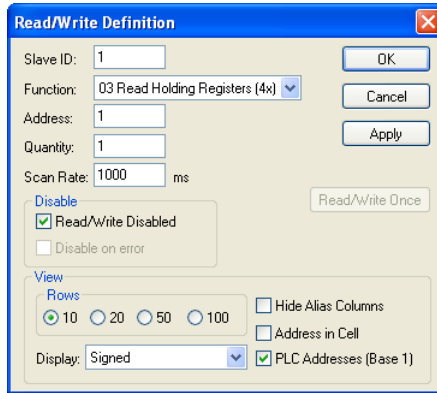 Read/Write Definition
Slave ID: 1
OK
Function: 03 Read Holding Registers (4x)
Cancel
Address: 1
Apply
Quantity: 1
Scan Rate: 1000 ms
Disable
Read/Write Once
Read/Write Disabled
Disable on error
View
Rows
Hide Alias Columns
10 20 50 100
Address in Cell
Display: Signed
PLC Addresses (Base 1)